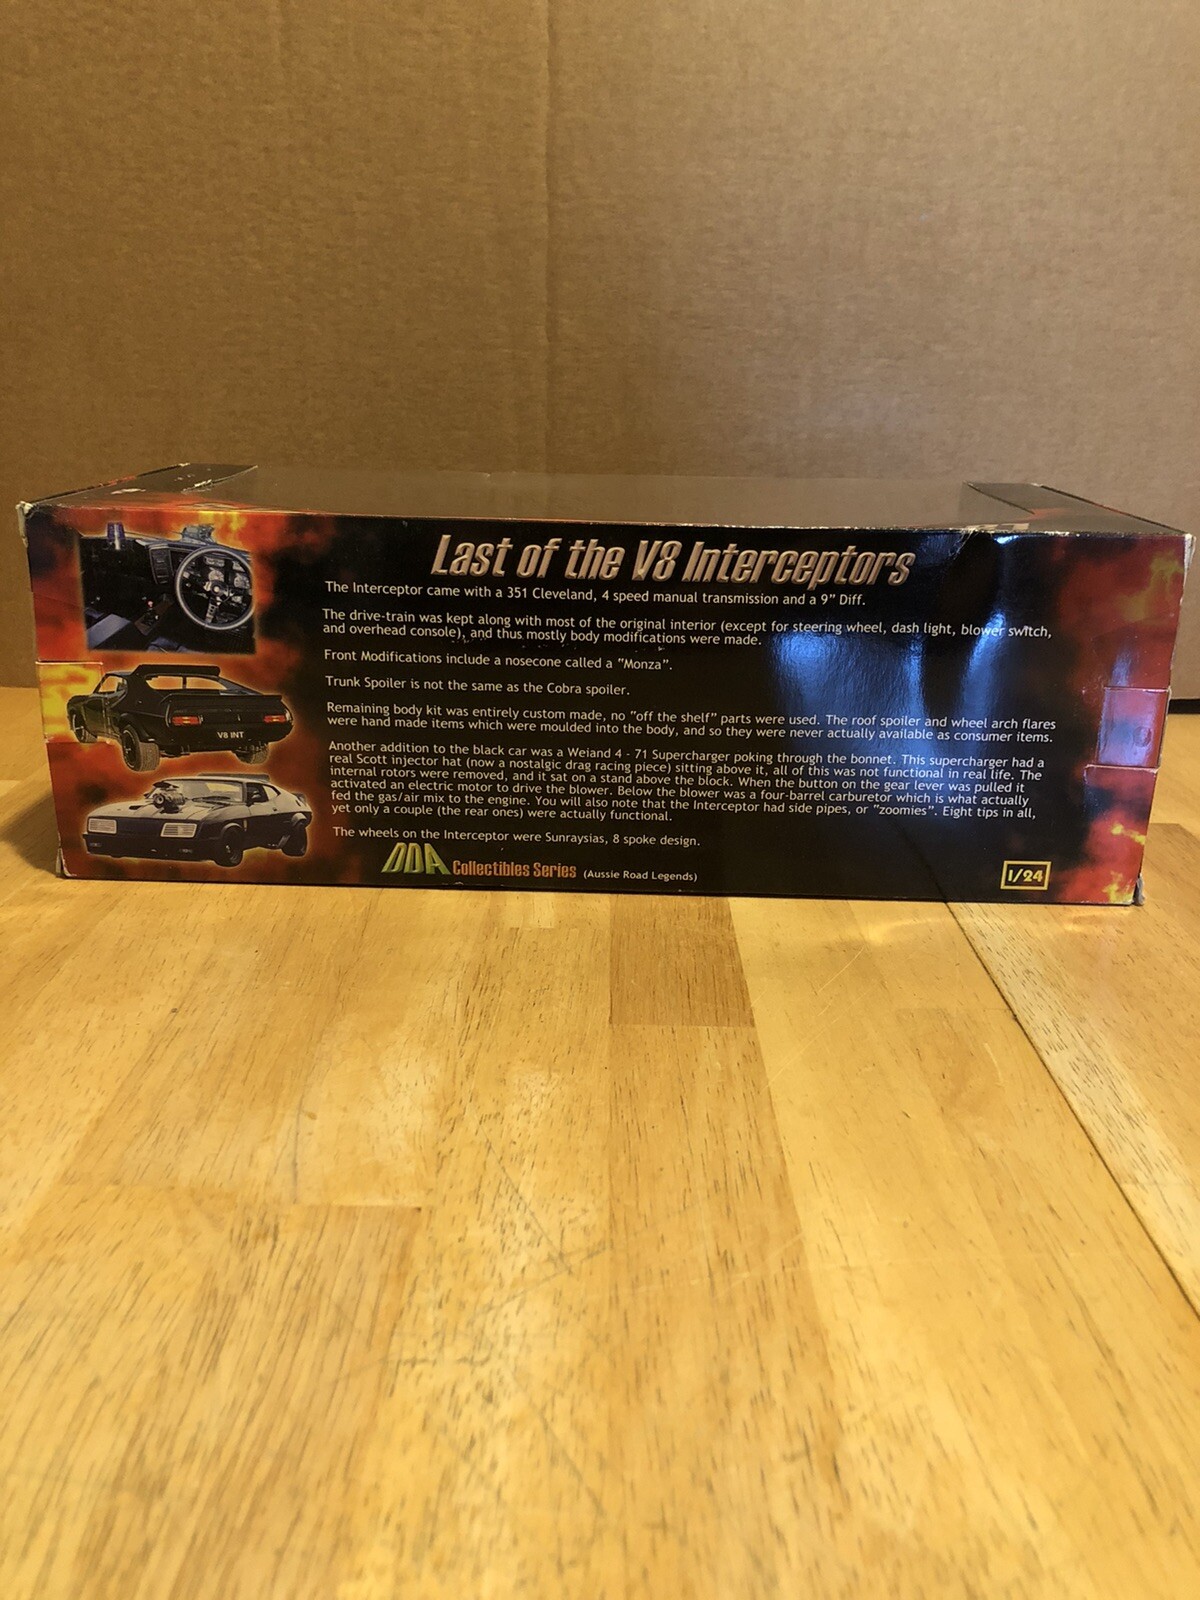 Last of the V8 Interceptors
The Interceptor came with a 351 Cleveland, 4 speed manual transmission and a 9" Diff.
The drive-train was kept along with most of the original interior (except for steering wheel, dash light, blower switch,
and overhead console), and thus mostly body modifications were made.
Front Modifications include a nosecone called a "Monza".
Trunk Spoiler is not the same as the Cobra spoiler.
Remaining body kit was entirely custom made, no "off the shelf" parts were used. The roof spoiler and wheel arch flares
were hand made items which were moulded into the body, and so they were never actually available as consumer items.
Another addition to the black car was a Weiand 4 - 71 Supercharger poking through the bonnet. This supercharger had a
real Scott injector hat (now a nostalgic drag racing piece) sitting above it, all of this was not functional in real life. The
internal rotors were removed, and it sat on a stand above the block. When the button on the gear lever was pulled it
activated an electric motor to drive the blower. Below the blower was a four-barrel carburetor which is what actually
fed the gas/air mix to the engine. You will also note that the Interceptor had side pipes, or "zoomies". Eight tips in all,
yet only a couple (the rear ones) were actually functional.
The wheels on the Interceptor were Sunraysias, 8 spoke design.
DDA Collectibles Series (Aussie Road Legends)
1/24
V8 INT